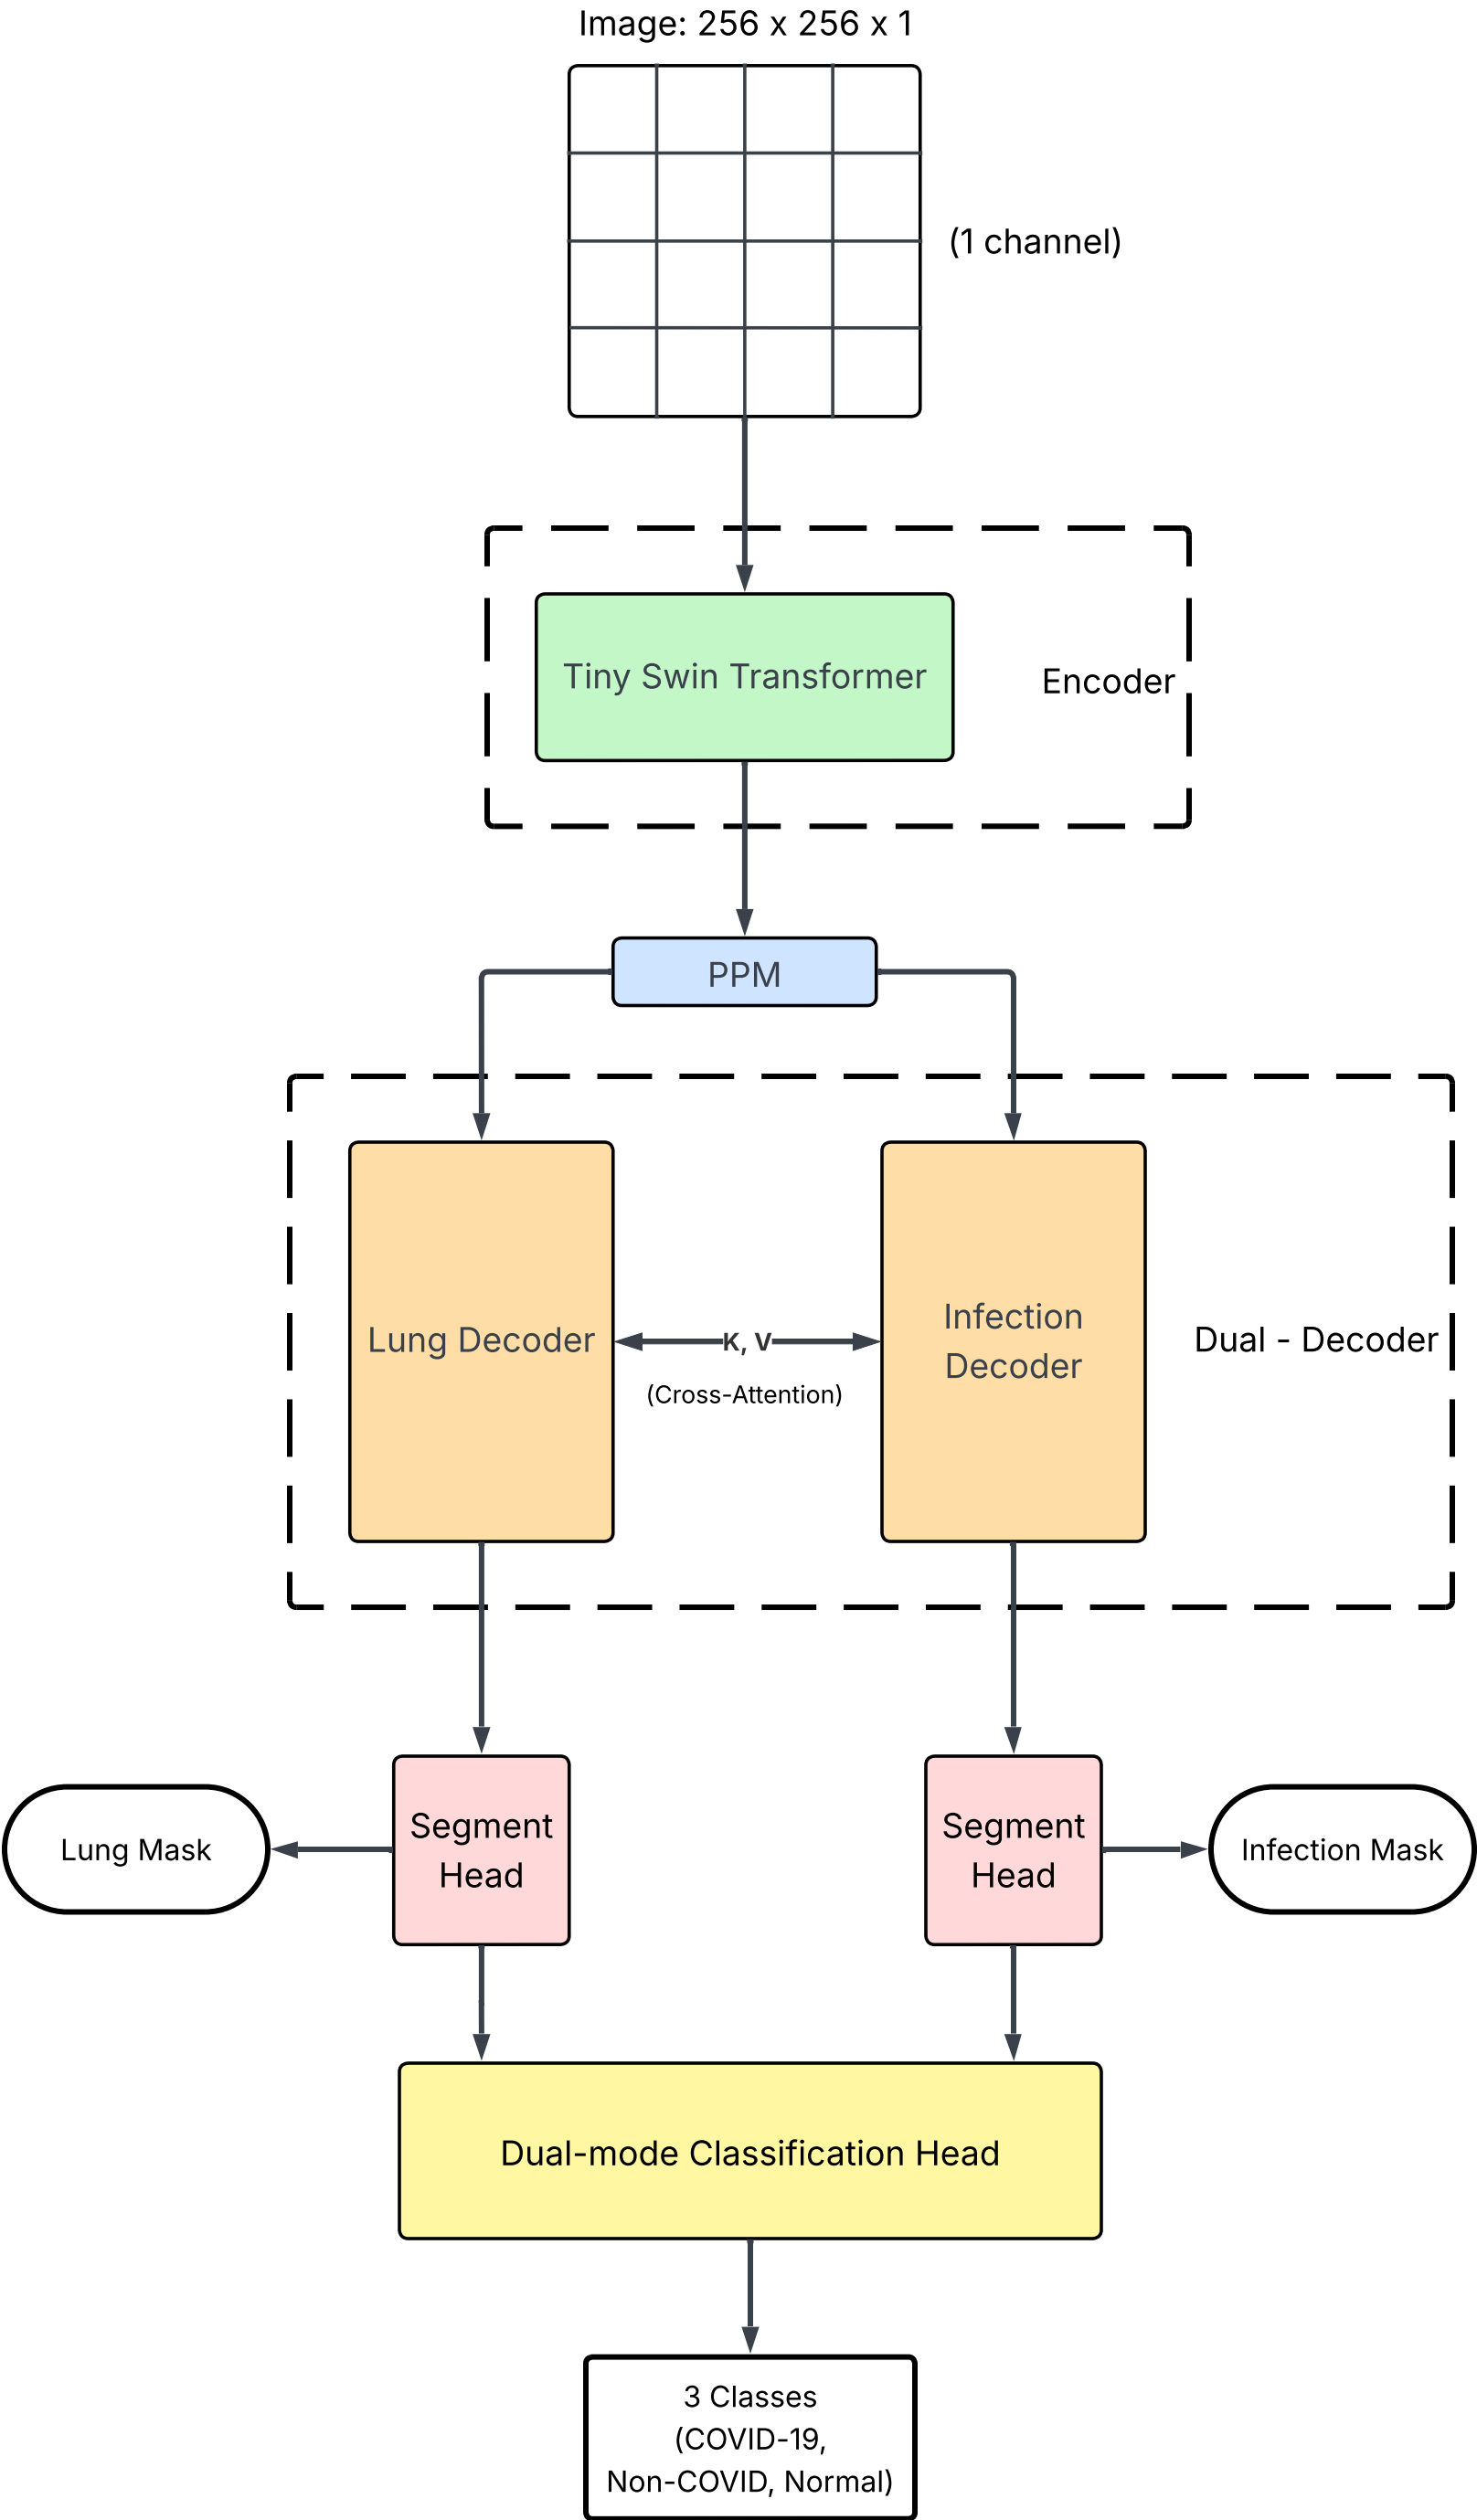 Image: 256 x 256 x 1
(1 channel)
Tiny Swin Transformer
Encoder
PPM
Lung Decoder
K, V
(Cross-Attention)
Infection
Decoder
Dual - Decoder
Lung Mask
Segment
Head
Segment
Head
Infection Mask
Dual-mode Classification Head
3 Classes
(COVID-19,
Non-COVID, Normal)